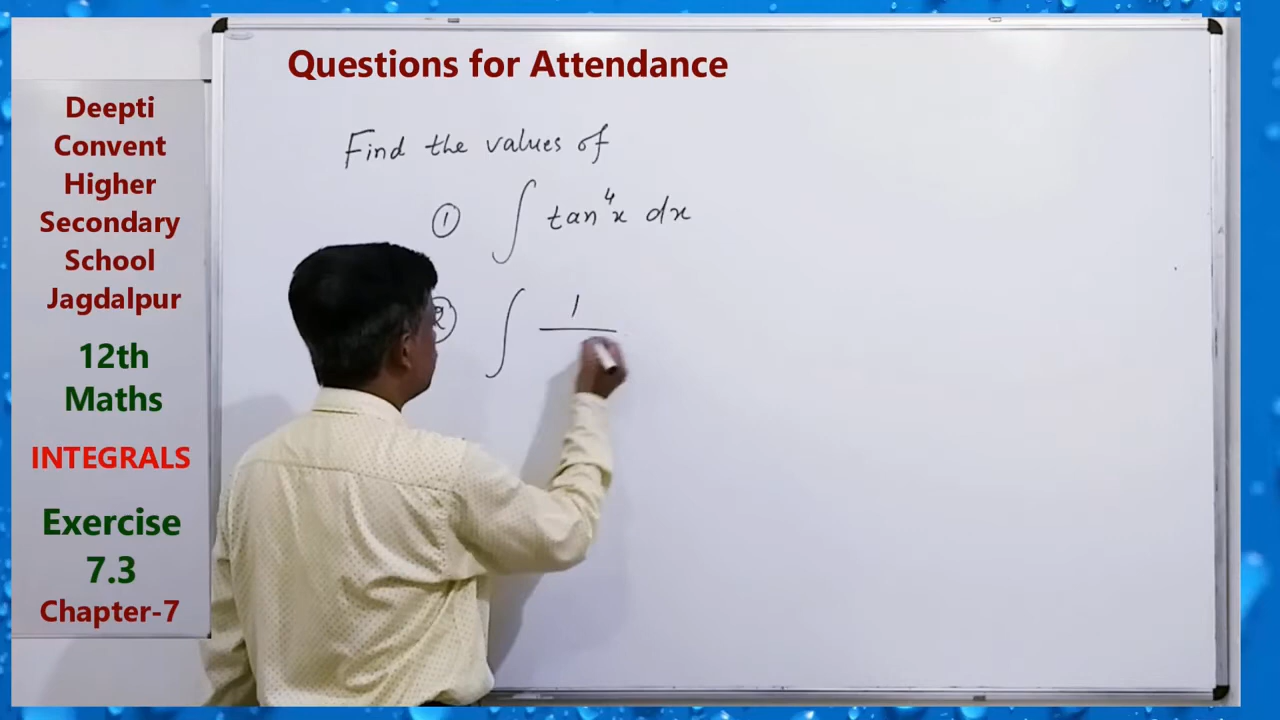 Questions for Attendance
Deepti
Convent
Higher
Secondary
School
Jagdalpur
12th
Maths
INTEGRALS
Exercise
7.3
Chapter-7
Find the values of
① ∫ tan⁴x dx
② ∫ 1/